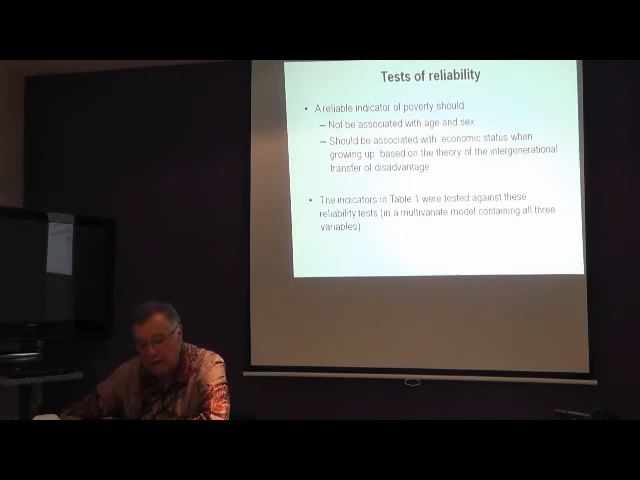 Tests of reliability
• A reliable indicator of poverty should
– Not be associated with age and sex
– Should be associated with economic status when
growing up based on the theory of the intergenerational
transfer of disadvantage
• The indicators in Table 1 were tested against these
reliability tests (in a multivariate model containing all three
variables).